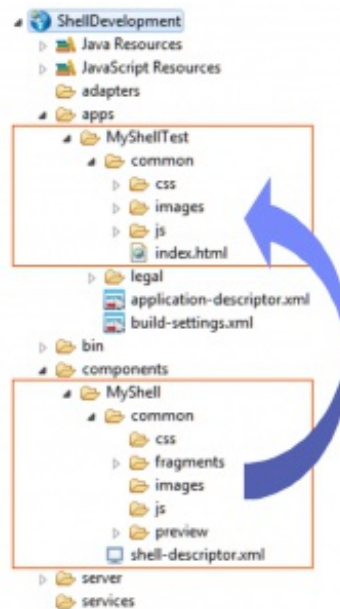 ShellDevelopment
Java Resources
JavaScript Resources
adapters
apps
MyShellTest
common
css
images
js
index.html
legal
application-descriptor.xml
build-settings.xml
bin
components
MyShell
common
css
fragments
images
js
preview
shell-descriptor.xml
server
services